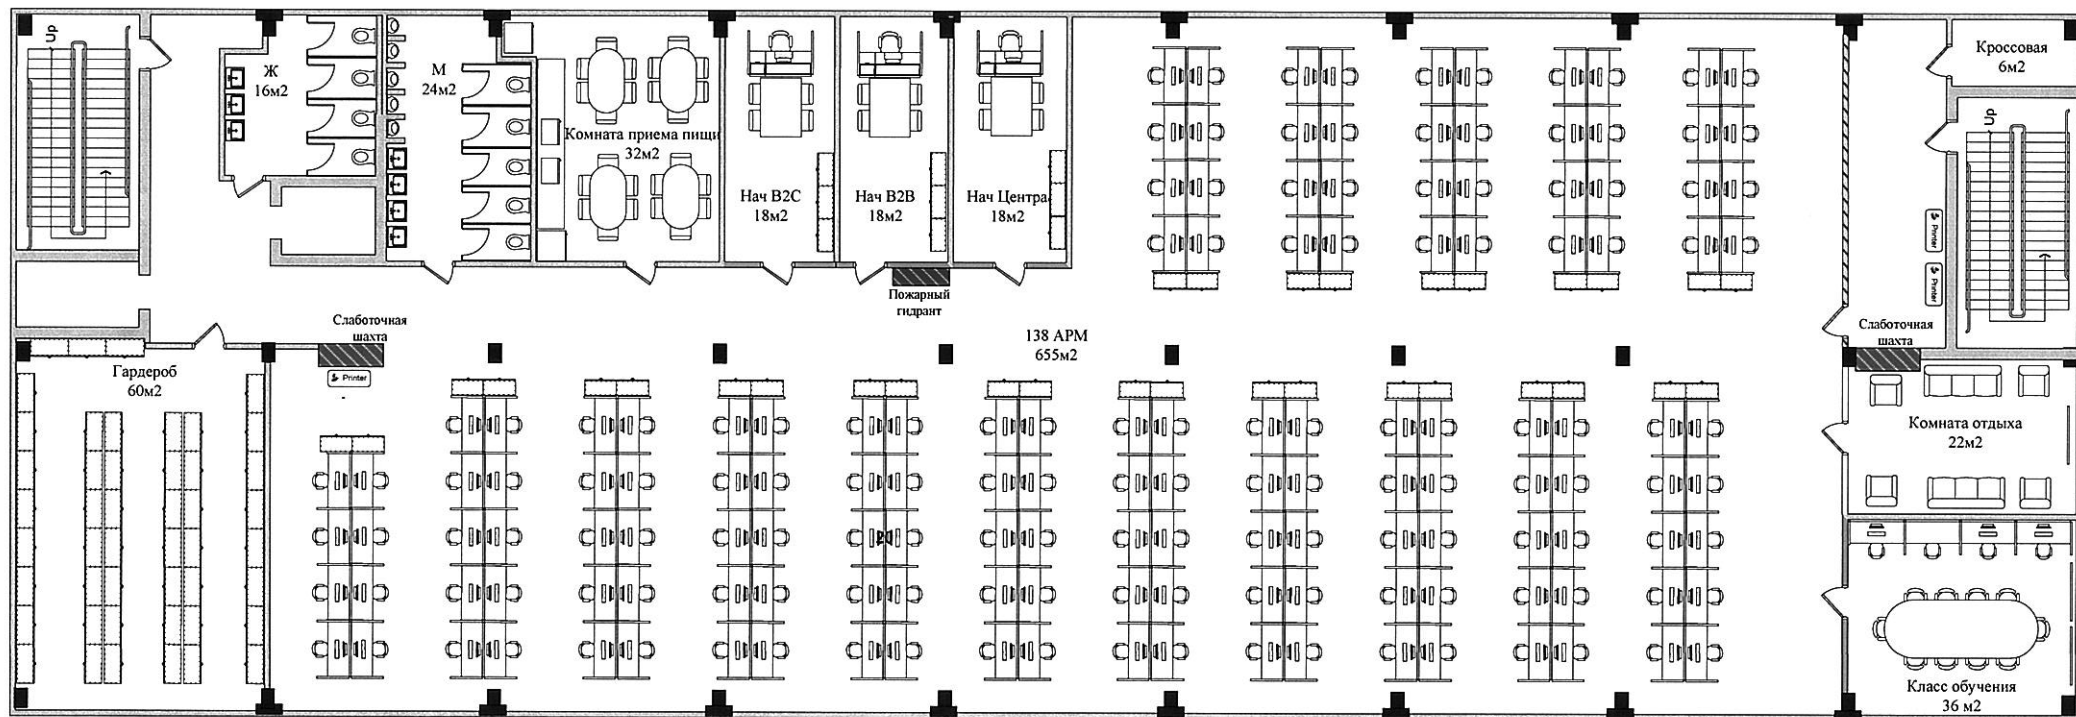 Up
Ж
16м2
М
24м2
Комната приема пищи
32м2
Нач B2C
18м2
Нач B2B
18м2
Нач Центра
18м2
Кроссовая
6м2
Up
Printer
Printer
Пожарный
гидрант
Слаботочная
шахта
Printer
138 АРМ
655м2
Слаботочная
шахта
Гардероб
60м2
Комната отдыха
22м2
Класс обучения
36 м2